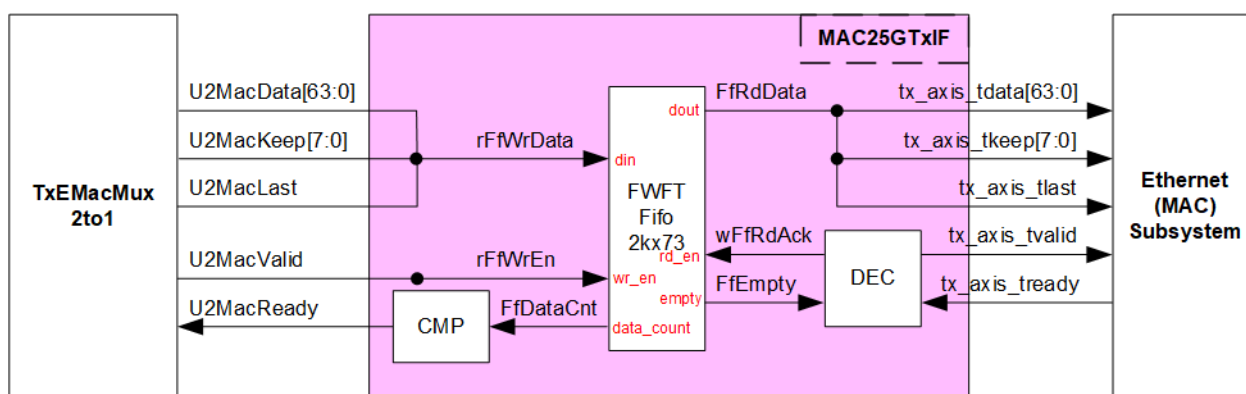 MAC25GTxIF
U2MacData[63:0]
FfRdData
tx_axis_tdata[63:0]
dout
U2MacKeep[7:0]
rFfWrData
tx_axis_tkeep[7:0]
din
U2MacLast
tx_axis_tlast
TxEMacMux
2to1
FWFT
Fifo
2kx73
Ethernet
(MAC)
Subsystem
U2MacValid
rFfWrEn
wFfRdAck
tx_axis_tvalid
rd_en
wr_en
DEC
U2MacReady
FfDataCnt
empty
FfEmpty
tx_axis_tready
CMP
data_count